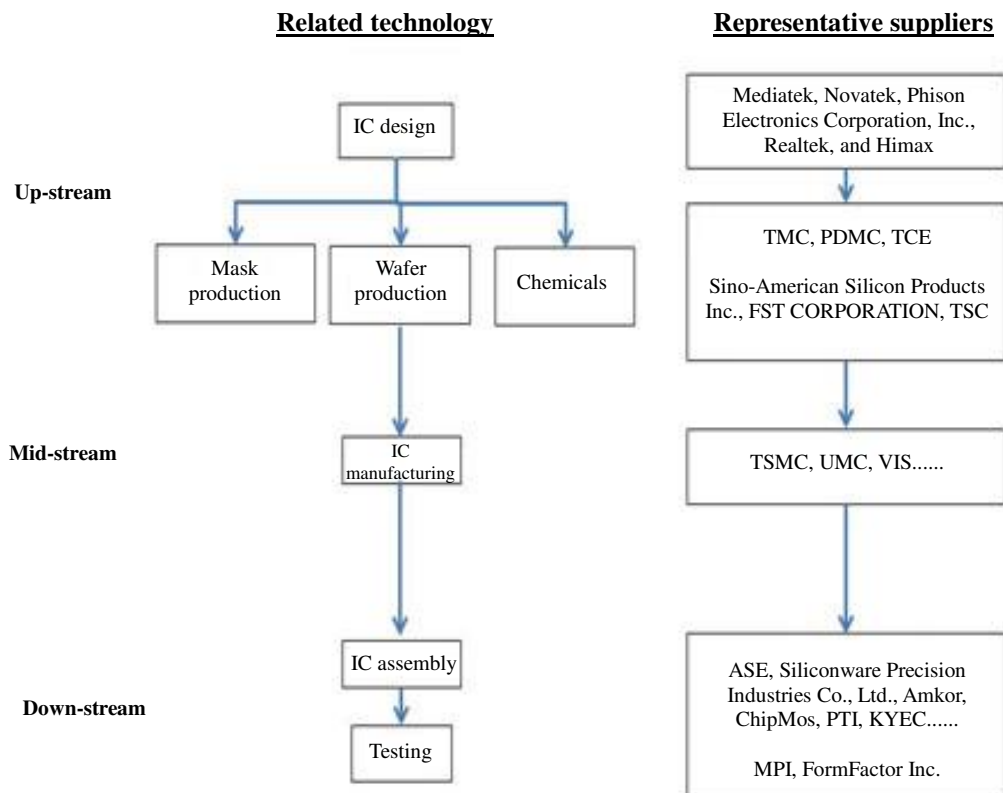 Related technology
Representative suppliers
IC design
Mediatek, Novatek, Phison
Electronics Corporation, Inc.,
Realtek, and Himax
Up-stream
Mask
production
Wafer
production
Chemicals
TMC, PDMC, TCE
Sino-American Silicon Products
Inc., FST CORPORATION, TSC
Mid-stream
IC
manufacturing
TSMC, UMC, VIS......
Down-stream
IC assembly
Testing
ASE, Siliconware Precision
Industries Co., Ltd., Amkor,
ChipMos, PTI, KYEC......
MPI, FormFactor Inc.